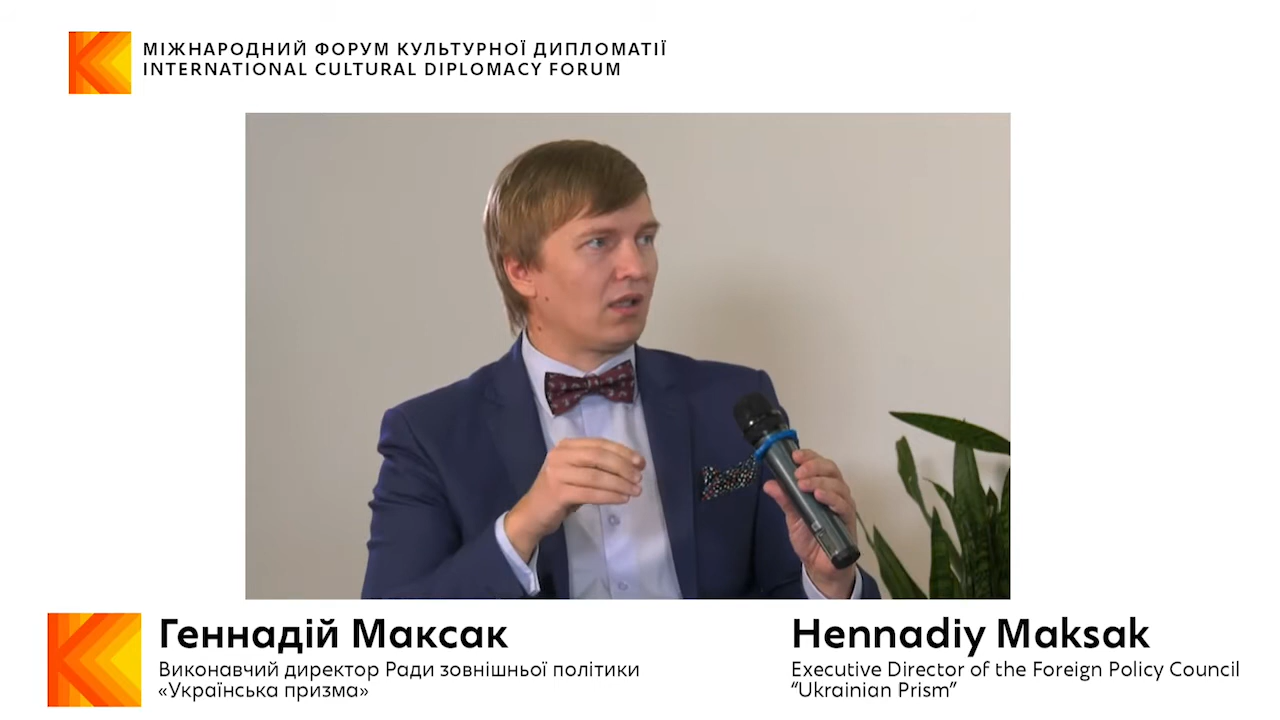 МІЖНАРОДНИЙ ФОРУМ КУЛЬТУРНОЇ ДИПЛОМАТІЇ
INTERNATIONAL CULTURAL DIPLOMACY FORUM
Геннадій Максак
Виконавчий директор Ради зовнішньої політики
«Українська призма»
Hennadiy Maksak
Executive Director of the Foreign Policy Council
“Ukrainian Prism”